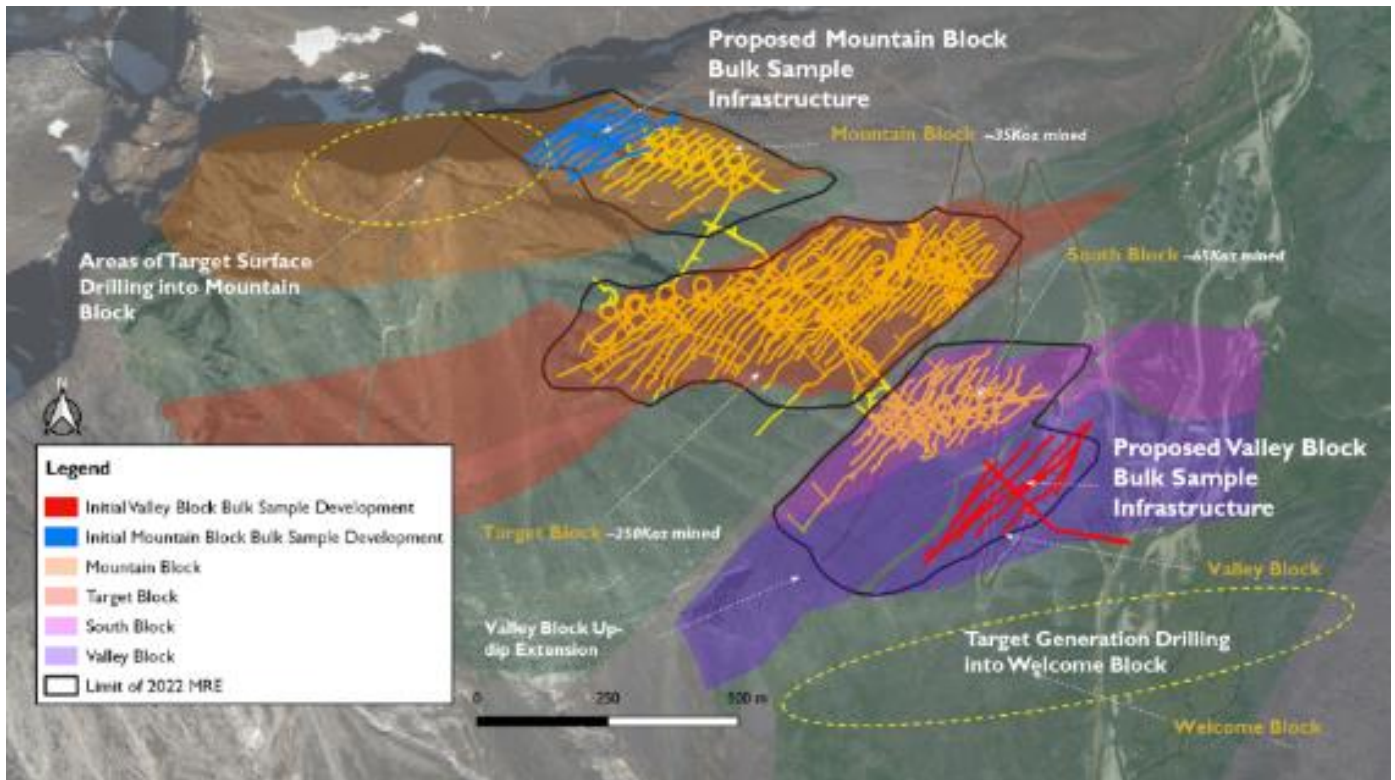 Proposed Mountain Block
Bulk Sample
Infrastructure
Mountain Block ~35Koz mined
South Block ~65Koz mined
Areas of Target Surface
Drilling into Mountain
Block
N
Legend
Initial Valley Block Bulk Sample Development
Initial Mountain Block Bulk Sample Development
Mountain Block
Target Block
South Block
Valley Block
Limit of 2022 MRE
Target Block ~250Koz mined
Proposed Valley Block
Bulk Sample
Infrastructure
Valley Block
Valley Block Up-
dip Extension
Target Generation Drilling
into Welcome Block
Welcome Block
0 250 500 m